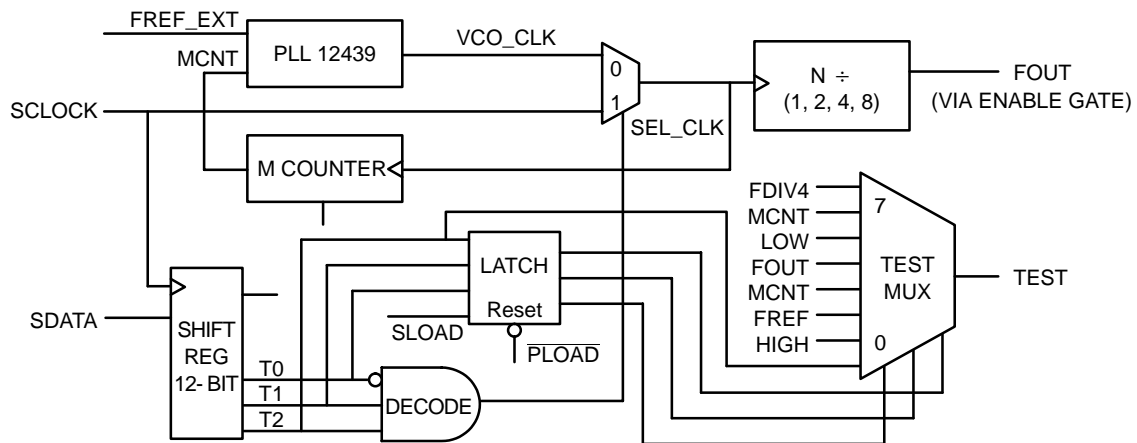 FREF_EXT
MCNT
PLL 12439
VCO_CLK
0
1
SCLOCK
SEL_CLK
N ÷
(1, 2, 4, 8)
FOUT
(VIA ENABLE GATE)
M COUNTER
SDATA
SHIFT
REG
12- BIT
T0
T1
T2
LATCH
Reset
SLOAD
PLOAD
DECODE
FDIV4
MCNT
LOW
FOUT
MCNT
FREF
HIGH
7
TEST
MUX
0
TEST